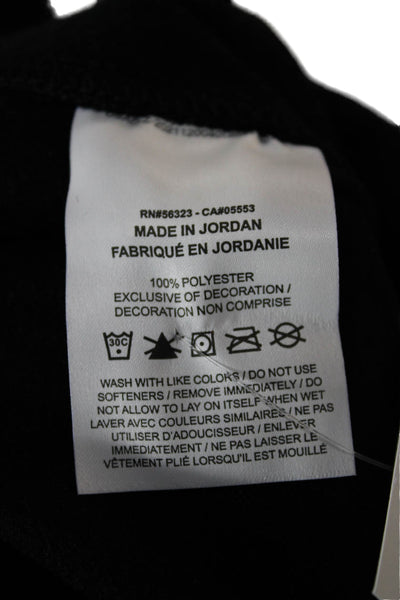 RN#56323 - CA#05553
MADE IN JORDAN
FABRIQUÉ EN JORDANIE
100% POLYESTER
EXCLUSIVE OF DECORATION /
DECORATION NON COMPRISE
30C
WASH WITH LIKE COLORS / DO NOT USE
SOFTENERS / REMOVE IMMEDIATELY / DO
NOT ALLOW TO LAY ON ITSELF WHEN WET
LAVER AVEC COULEURS SIMILAIRES / NE PAS
UTILISER D'ADOUCISSEUR / ENLEVER
IMMEDIATEMENT / NE PAS LAISSER LE
VÊTEMENT PLIÉ LORSQU'IL EST MOUILLÉ